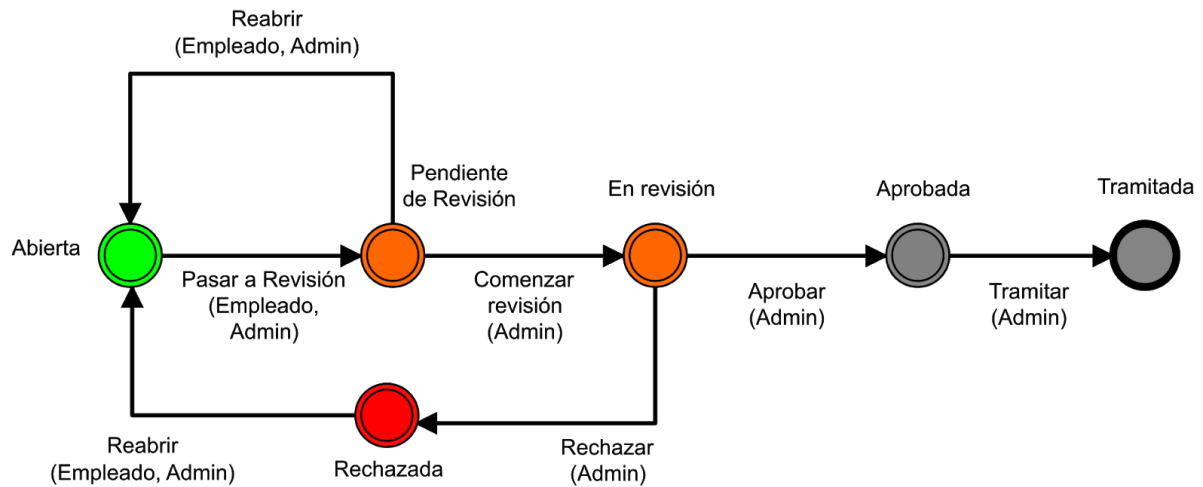 Reabrir
(Empleado, Admin)
Pendiente
de Revisión
En revisión
Aprobada
Tramitada
Abierta
Pasar a Revisión
(Empleado,
Admin)
Comenzar
revisión
(Admin)
Aprobar
(Admin)
Tramitar
(Admin)
Reabrir
(Empleado, Admin)
Rechazada
Rechazar
(Admin)